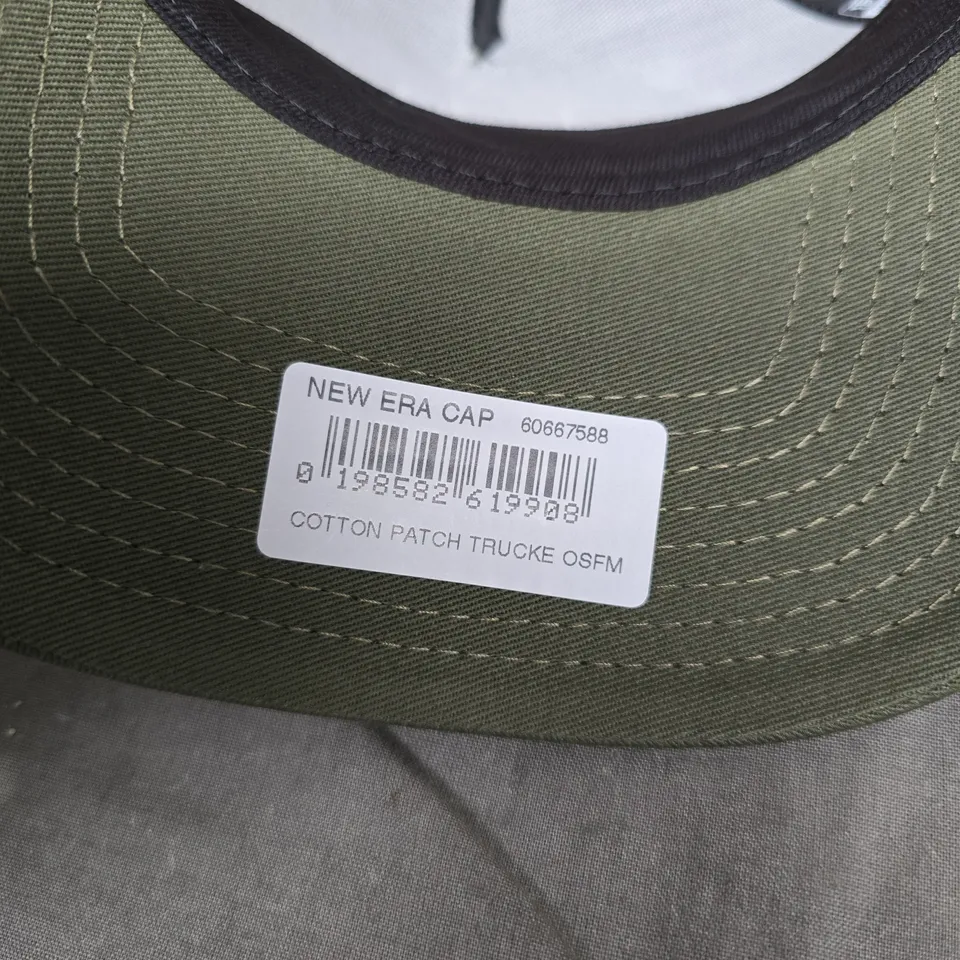 NEW ERA CAP 60667588
0 198582 619908
COTTON PATCH TRUCKE OSFM